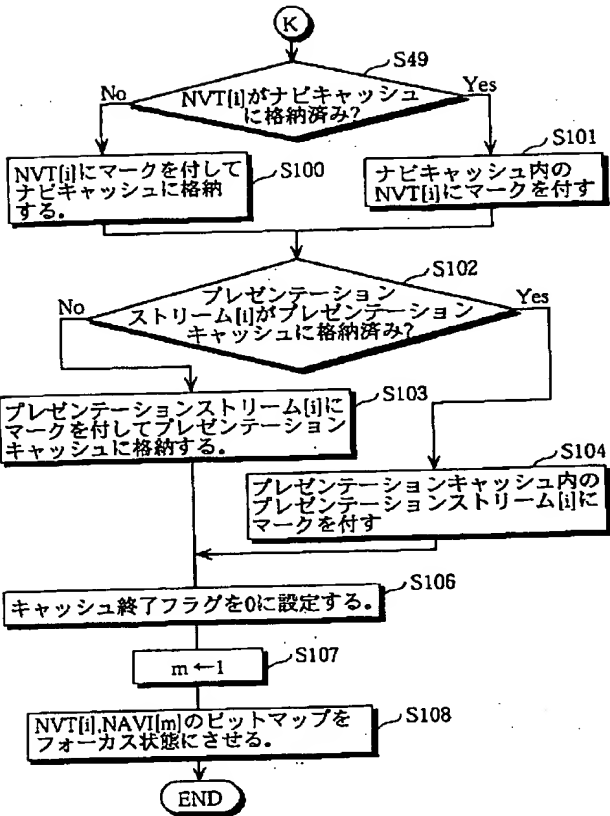 K
S49
No
Yes
NVT[i]がナビキャッシュ
に格納済み?
S100
NVT[i]にマークを付して
ナビキャッシュに格納
する。
S101
ナビキャッシュ内の
NVT[i]にマークを付す
S102
No
Yes
プレゼンテーション
ストリーム[i]がプレゼンテーション
キャッシュに格納済み?
S103
プレゼンテーションストリーム[i]に
マークを付してプレゼンテーション
キャッシュに格納する。
S104
プレゼンテーションキャッシュ内の
プレゼンテーションストリーム[i]に
マークを付す
S106
キャッシュ終了フラグを0に設定する。
S107
m ←1
S108
NVT[i],NAVI[m]のビットマップを
フォーカス状態にさせる。
END